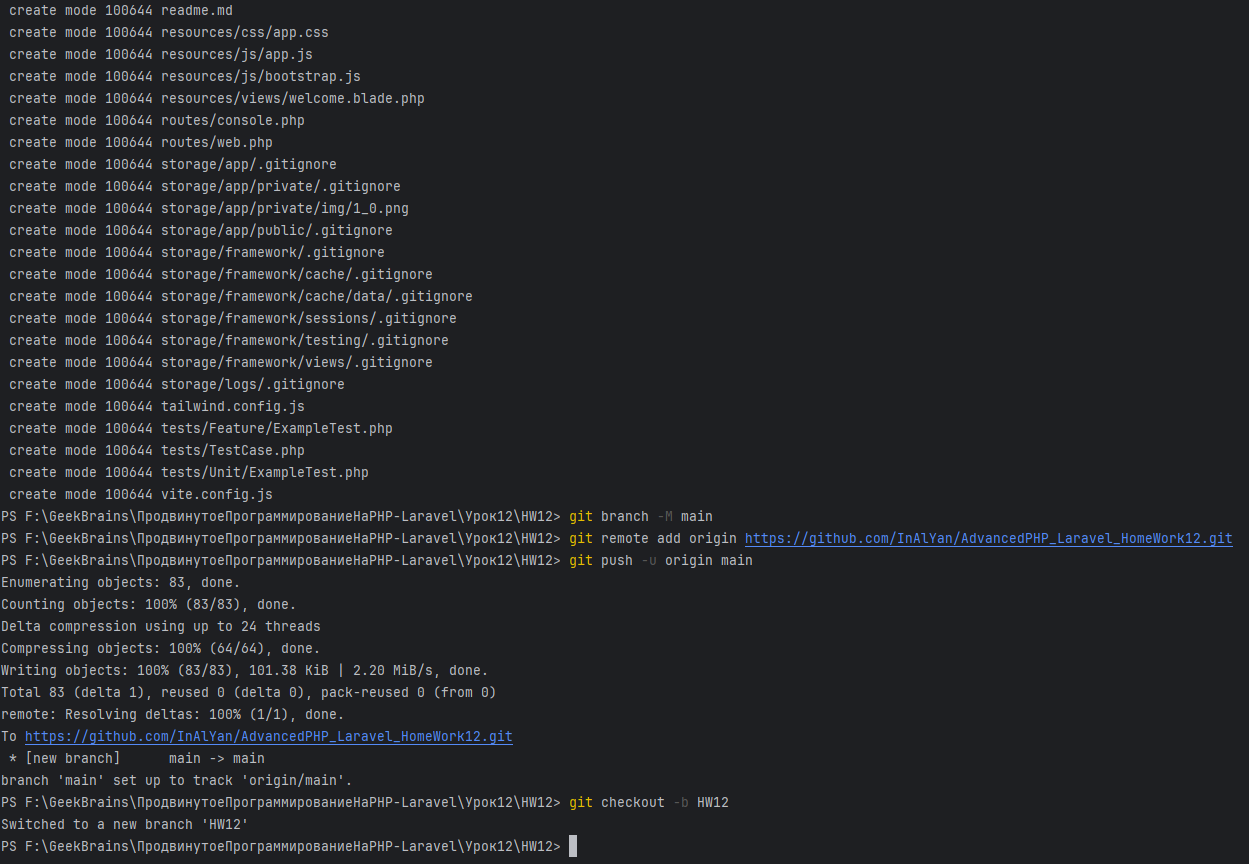 create mode 100644 readme.md
create mode 100644 resources/css/app.css
create mode 100644 resources/js/app.js
create mode 100644 resources/js/bootstrap.js
create mode 100644 resources/views/welcome.blade.php
create mode 100644 routes/console.php
create mode 100644 routes/web.php
create mode 100644 storage/app/.gitignore
create mode 100644 storage/app/private/.gitignore
create mode 100644 storage/app/private/img/1_0.png
create mode 100644 storage/app/public/.gitignore
create mode 100644 storage/framework/.gitignore
create mode 100644 storage/framework/cache/.gitignore
create mode 100644 storage/framework/cache/data/.gitignore
create mode 100644 storage/framework/sessions/.gitignore
create mode 100644 storage/framework/testing/.gitignore
create mode 100644 storage/framework/views/.gitignore
create mode 100644 storage/logs/.gitignore
create mode 100644 tailwind.config.js
create mode 100644 tests/Feature/ExampleTest.php
create mode 100644 tests/TestCase.php
create mode 100644 tests/Unit/ExampleTest.php
create mode 100644 vite.config.js
PS F:\GeekBrains\ПродвинутоеПрограммированиеНаPHP-Laravel\Урок12\HW12> git branch -M main
PS F:\GeekBrains\ПродвинутоеПрограммированиеНаPHP-Laravel\Урок12\HW12> git remote add origin https://github.com/InAlYan/AdvancedPHP_Laravel_HomeWork12.git
PS F:\GeekBrains\ПродвинутоеПрограммированиеНаPHP-Laravel\Урок12\HW12> git push -u origin main
Enumerating objects: 83, done.
Counting objects: 100% (83/83), done.
Delta compression using up to 24 threads
Compressing objects: 100% (64/64), done.
Writing objects: 100% (83/83), 101.38 KiB | 2.20 MiB/s, done.
Total 83 (delta 1), reused 0 (delta 0), pack-reused 0 (from 0)
remote: Resolving deltas: 100% (1/1), done.
To https://github.com/InAlYan/AdvancedPHP_Laravel_HomeWork12.git
* [new branch]      main -> main
branch 'main' set up to track 'origin/main'.
PS F:\GeekBrains\ПродвинутоеПрограммированиеНаPHP-Laravel\Урок12\HW12> git checkout -b HW12
Switched to a new branch 'HW12'
PS F:\GeekBrains\ПродвинутоеПрограммированиеНаPHP-Laravel\Урок12\HW12>